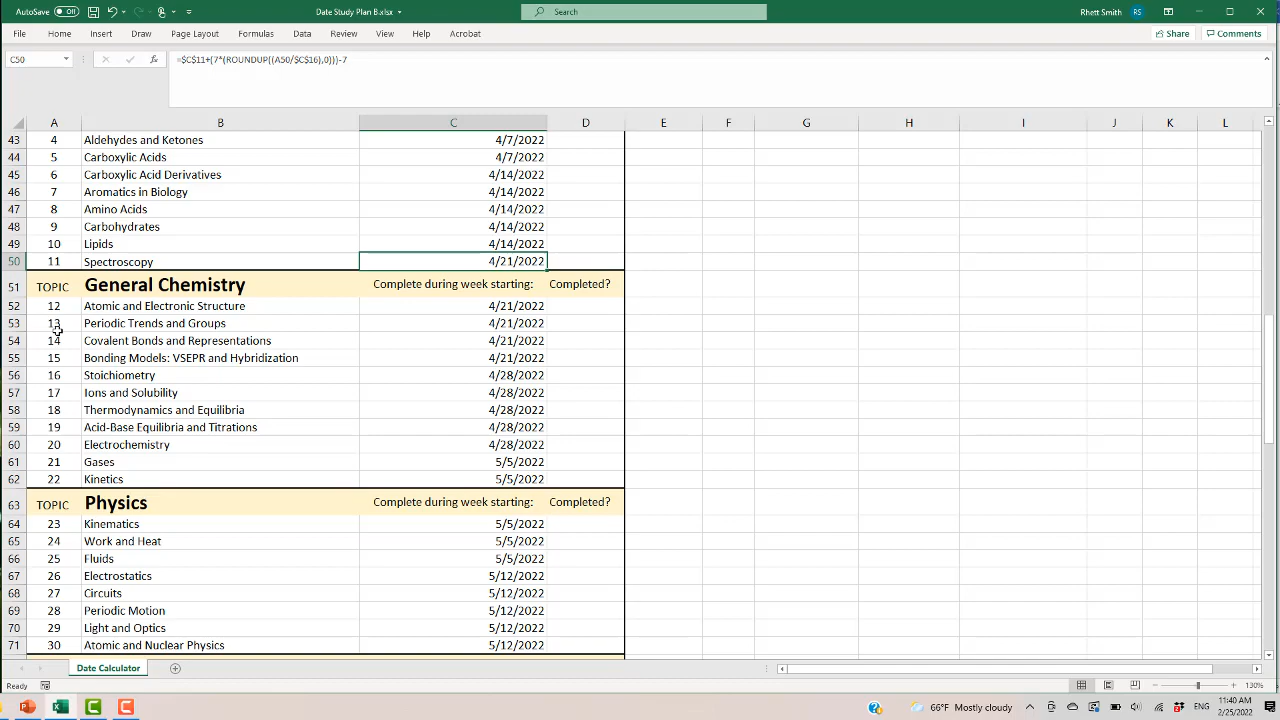 AutoSave Off Date Study Plan B.xlsx Search Rhett Smith RS
File Home Insert Draw Page Layout Formulas Data Review View Help Acrobat Share Comments
C50 fx =$C$11+(7*(ROUNDUP((A50/$C$16),0)))-7
A B C D E F G H I J K L
43 4 Aldehydes and Ketones 4/7/2022
44 5 Carboxylic Acids 4/7/2022
45 6 Carboxylic Acid Derivatives 4/14/2022
46 7 Aromatics in Biology 4/14/2022
47 8 Amino Acids 4/14/2022
48 9 Carbohydrates 4/14/2022
49 10 Lipids 4/14/2022
50 11 Spectroscopy 4/21/2022
51 TOPIC General Chemistry Complete during week starting: Completed?
52 12 Atomic and Electronic Structure 4/21/2022
53 13 Periodic Trends and Groups 4/21/2022
54 14 Covalent Bonds and Representations 4/21/2022
55 15 Bonding Models: VSEPR and Hybridization 4/21/2022
56 16 Stoichiometry 4/28/2022
57 17 Ions and Solubility 4/28/2022
58 18 Thermodynamics and Equilibria 4/28/2022
59 19 Acid-Base Equilibria and Titrations 4/28/2022
60 20 Electrochemistry 4/28/2022
61 21 Gases 5/5/2022
62 22 Kinetics 5/5/2022
63 TOPIC Physics Complete during week starting: Completed?
64 23 Kinematics 5/5/2022
65 24 Work and Heat 5/5/2022
66 25 Fluids 5/5/2022
67 26 Electrostatics 5/12/2022
68 27 Circuits 5/12/2022
69 28 Periodic Motion 5/12/2022
70 29 Light and Optics 5/12/2022
71 30 Atomic and Nuclear Physics 5/12/2022
Date Calculator
Ready 130%
66°F Mostly cloudy ENG 11:40 AM
2/25/2022